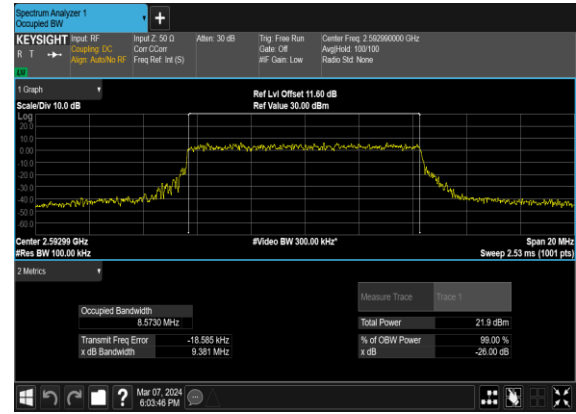 Spectrum Analyzer 1
Occupied BW
+
KEYSIGHT
R T
LXI
Input: RF
Coupling: DC
Align: Auto/No RF
Input Z: 50 Ω
Corr CCorr
Freq Ref: Int (S)
Atten: 30 dB
Trig: Free Run
Gate: Off
#IF Gain: Low
Center Freq: 2.592990000 GHz
Avg|Hold: 100/100
Radio Std: None
1 Graph
Scale/Div 10.0 dB
Ref Lvl Offset 11.60 dB
Ref Value 30.00 dBm
Log
20.0
10.0
0.00
-10.0
-20.0
-30.0
-40.0
-50.0
-60.0
Center 2.59299 GHz
#Res BW 100.00 kHz
#Video BW 300.00 kHz*
Span 20 MHz
Sweep 2.53 ms (1001 pts)
2 Metrics
Occupied Bandwidth
8.5730 MHz
Transmit Freq Error -18.585 kHz
x dB Bandwidth 9.381 MHz
Measure Trace Trace 1
Total Power 21.9 dBm
% of OBW Power 99.00 %
x dB -26.00 dB
?
Mar 07, 2024
6:03:46 PM